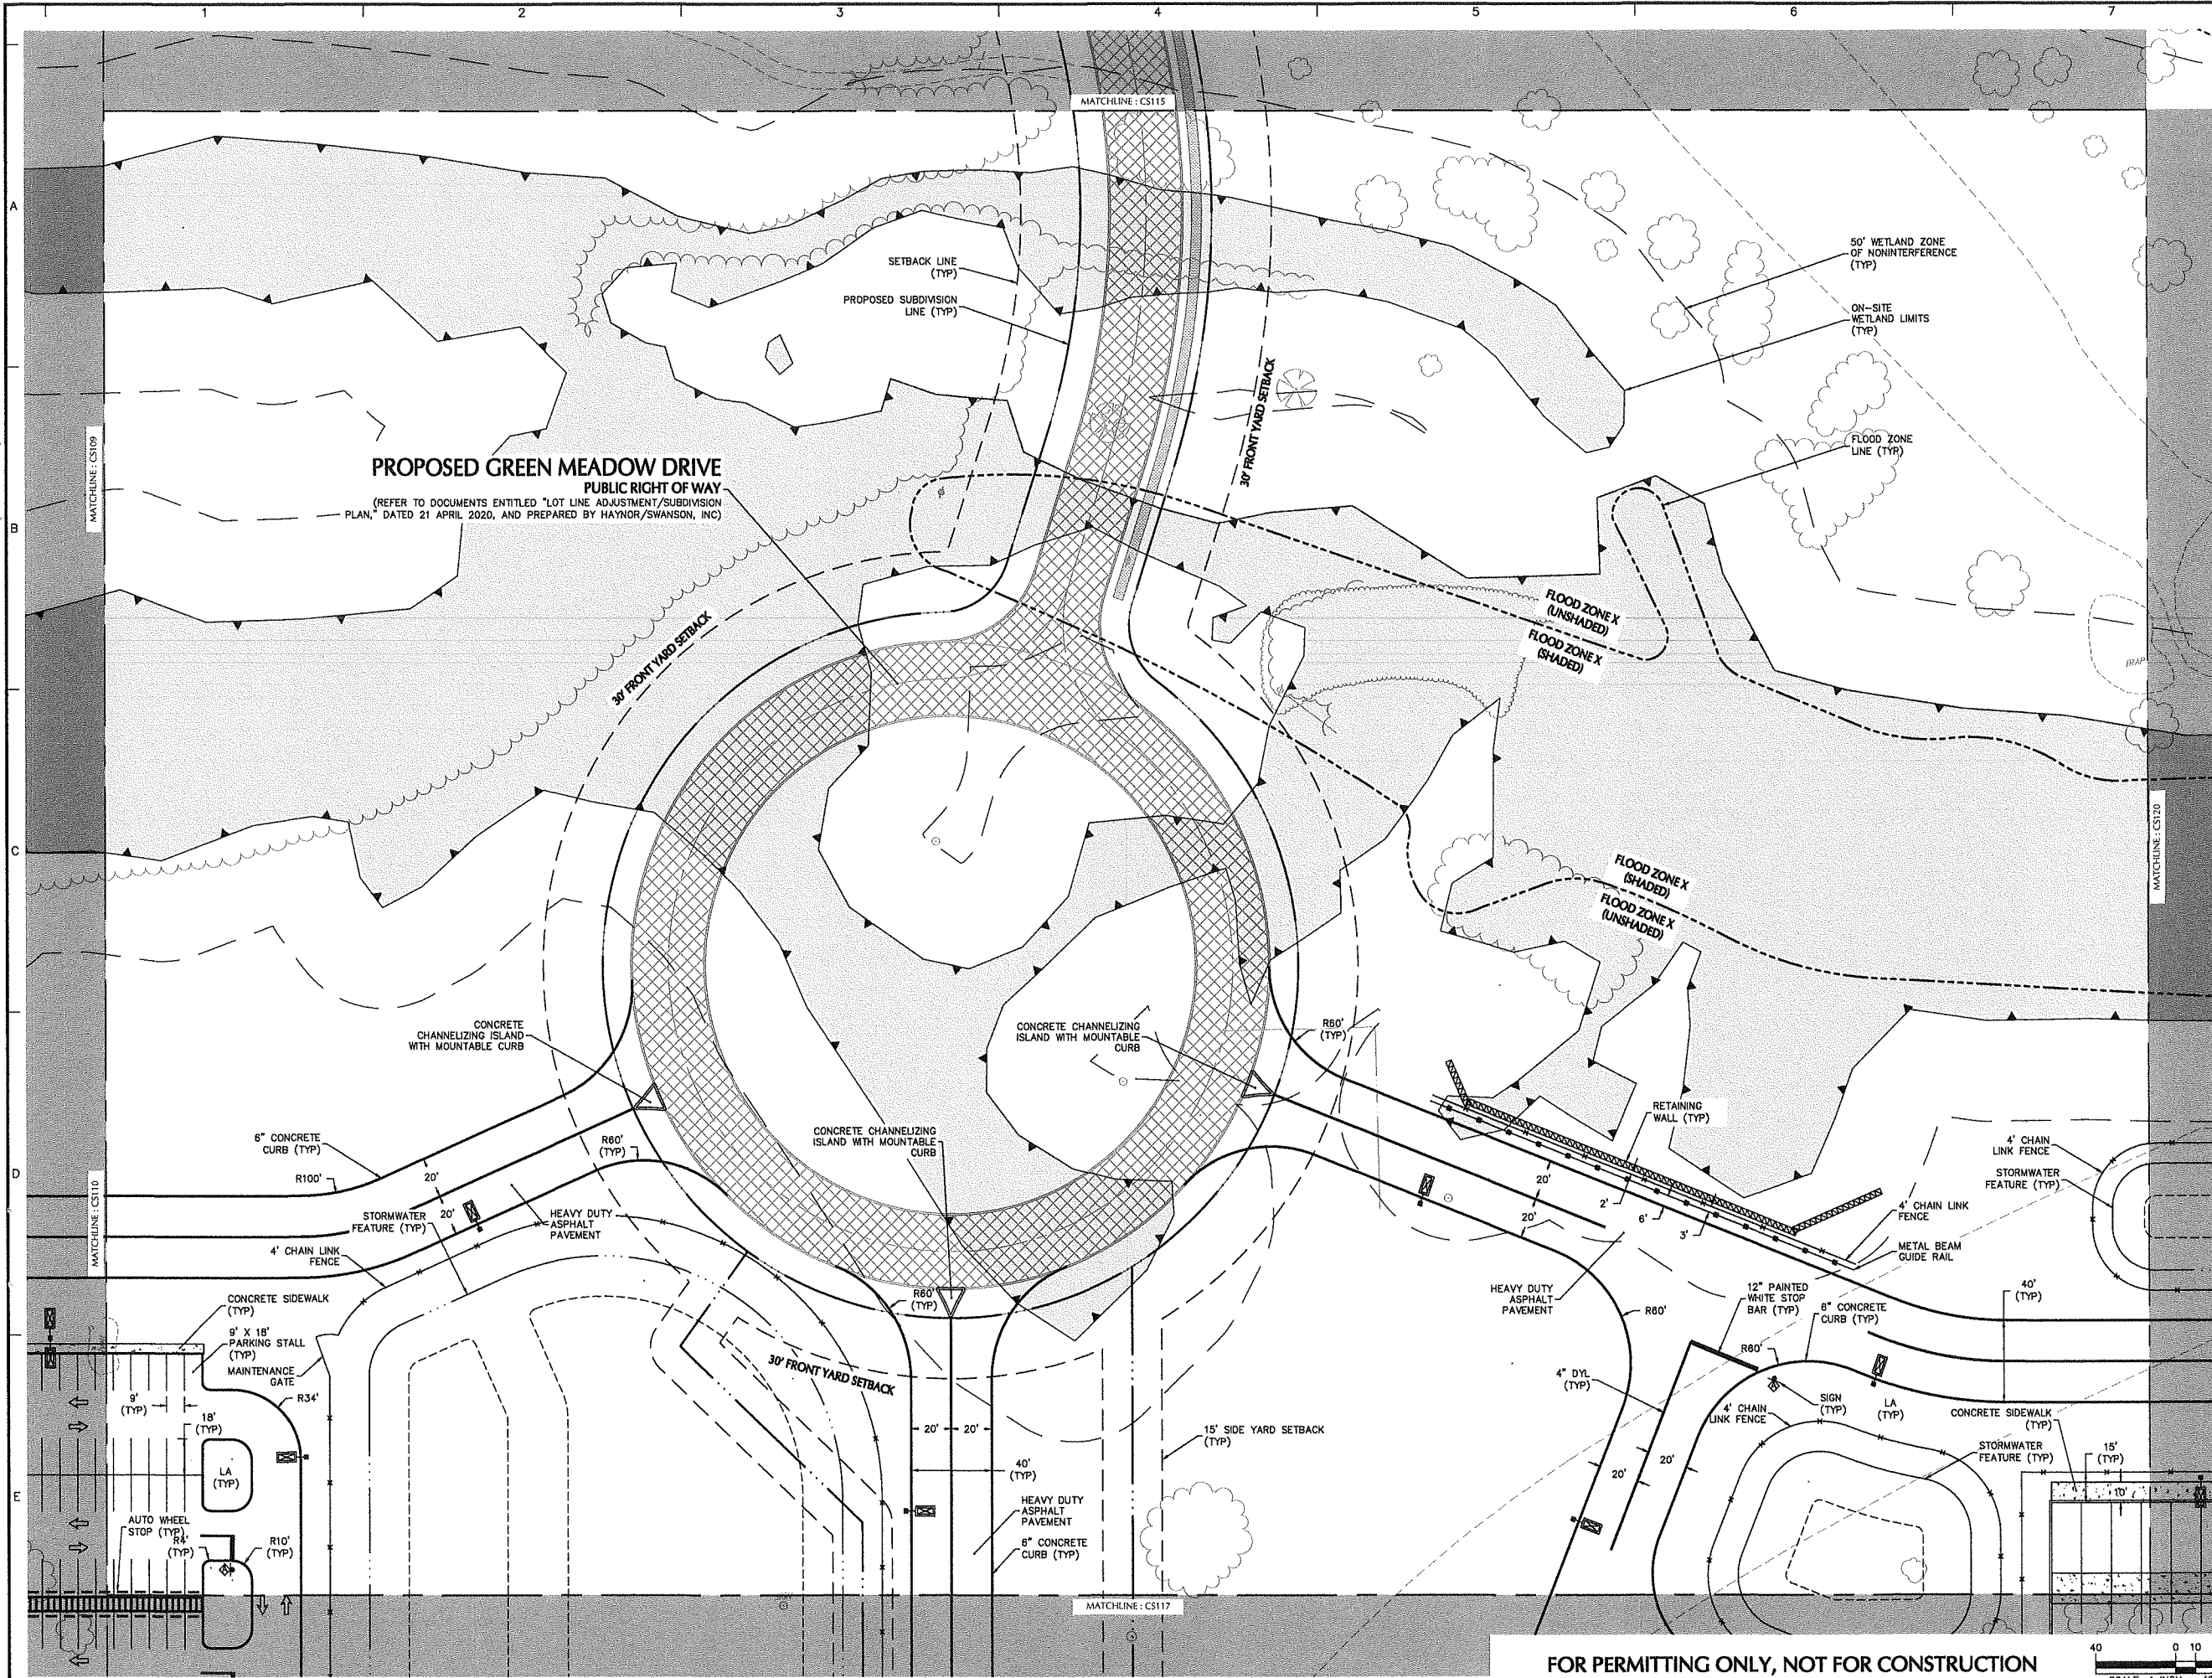 1
2
3
4
5
6
7
A
B
C
D
E
MATCHLINE : CS115
MATCHLINE : CS109
MATCHLINE : CS110
MATCHLINE : CS120
MATCHLINE : CS117
SETBACK LINE
(TYP)
PROPOSED SUBDIVISION
LINE (TYP)
30' FRONT YARD SETBACK
50' WETLAND ZONE
OF NONINTERFERENCE
(TYP)
ON-SITE
WETLAND LIMITS
(TYP)
FLOOD ZONE
LINE (TYP)
PROPOSED GREEN MEADOW DRIVE
PUBLIC RIGHT OF WAY
(REFER TO DOCUMENTS ENTITLED "LOT LINE ADJUSTMENT/SUBDIVISION
PLAN," DATED 21 APRIL 2020, AND PREPARED BY HAYNOR/SWANSON, INC)
30' FRONT YARD SETBACK
FLOOD ZONE X
(UNSHADED)
FLOOD ZONE X
(SHADED)
TRAP
FLOOD ZONE X
(SHADED)
FLOOD ZONE X
(UNSHADED)
CONCRETE
CHANNELIZING ISLAND
WITH MOUNTABLE CURB
CONCRETE CHANNELIZING
ISLAND WITH MOUNTABLE
CURB
R60'
(TYP)
6" CONCRETE
CURB (TYP)
R100'
20'
20'
R60'
(TYP)
STORMWATER
FEATURE (TYP)
HEAVY DUTY
ASPHALT
PAVEMENT
4' CHAIN LINK
FENCE
CONCRETE CHANNELIZING
ISLAND WITH MOUNTABLE
CURB
RETAINING
WALL (TYP)
20'
20'
2'
6'
3'
4' CHAIN
LINK FENCE
STORMWATER
FEATURE (TYP)
4' CHAIN LINK
FENCE
METAL BEAM
GUIDE RAIL
HEAVY DUTY
ASPHALT
PAVEMENT
12" PAINTED
WHITE STOP
BAR (TYP)
6" CONCRETE
CURB (TYP)
40'
(TYP)
CONCRETE SIDEWALK
(TYP)
9' X 18'
PARKING STALL
(TYP)
MAINTENANCE
GATE
9'
(TYP)
18'
(TYP)
R34'
LA
(TYP)
AUTO WHEEL
STOP (TYP)
R4'
(TYP)
R10'
(TYP)
R60'
(TYP)
30' FRONT YARD SETBACK
20'
20'
40'
(TYP)
HEAVY DUTY
ASPHALT
PAVEMENT
6" CONCRETE
CURB (TYP)
15' SIDE YARD SETBACK
(TYP)
R60'
R60'
4" DYL
(TYP)
SIGN
(TYP)
LA
(TYP)
4' CHAIN
LINK FENCE
20'
20'
CONCRETE SIDEWALK
(TYP)
STORMWATER
FEATURE (TYP)
15'
(TYP)
10'
FOR PERMITTING ONLY, NOT FOR CONSTRUCTION
40
0 10